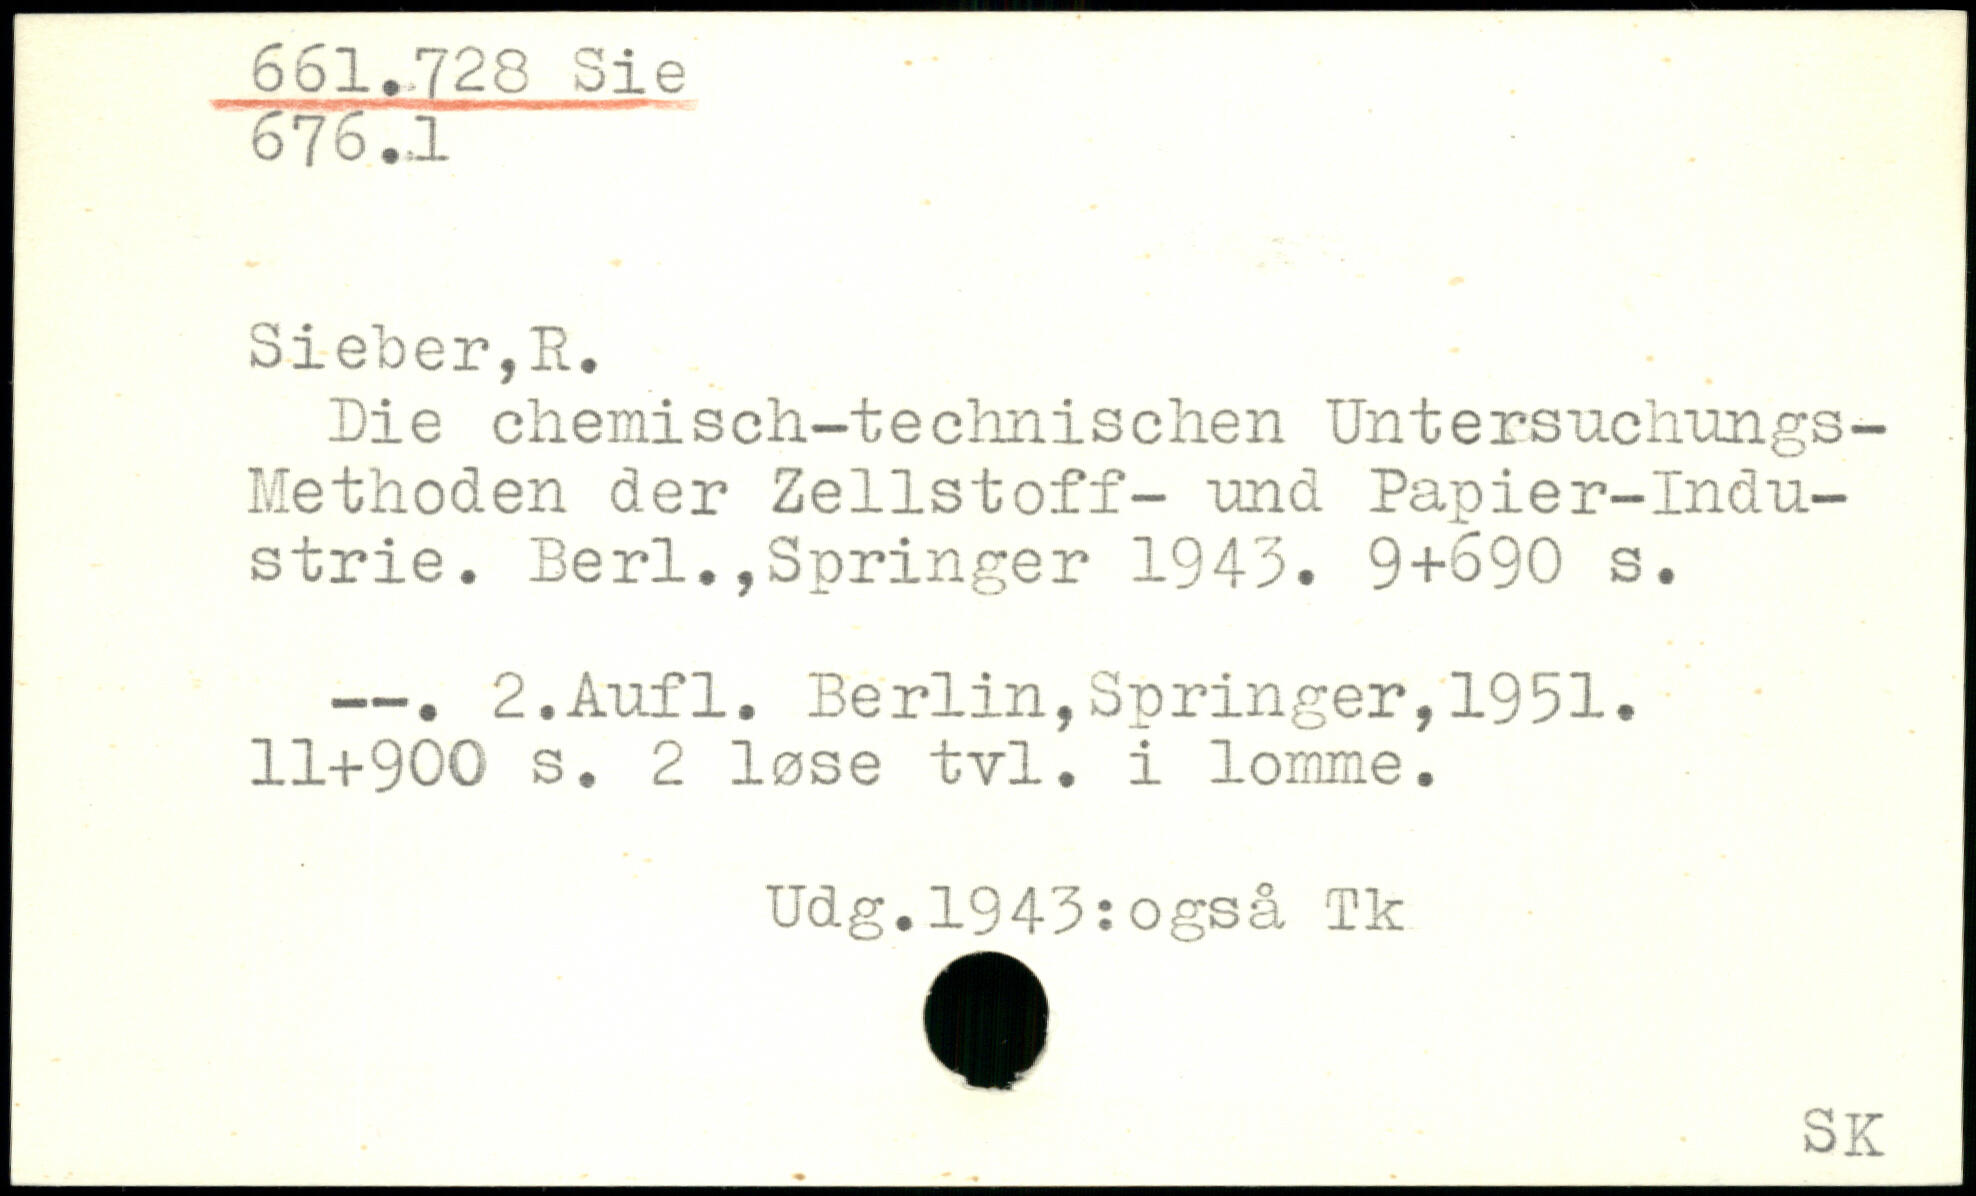 661.728 Sie
676.1
Sieber,R.
Die chemisch-technischen Untersuchungs-
Methoden der Zellstoff- und Papier-Indu-
strie. Berl.,Springer 1943. 9+690 s.
--. 2.Aufl. Berlin,Springer,1951.
11+900 s. 2 løse tvl. i lomme.
Udg.1943:også Tk
SK